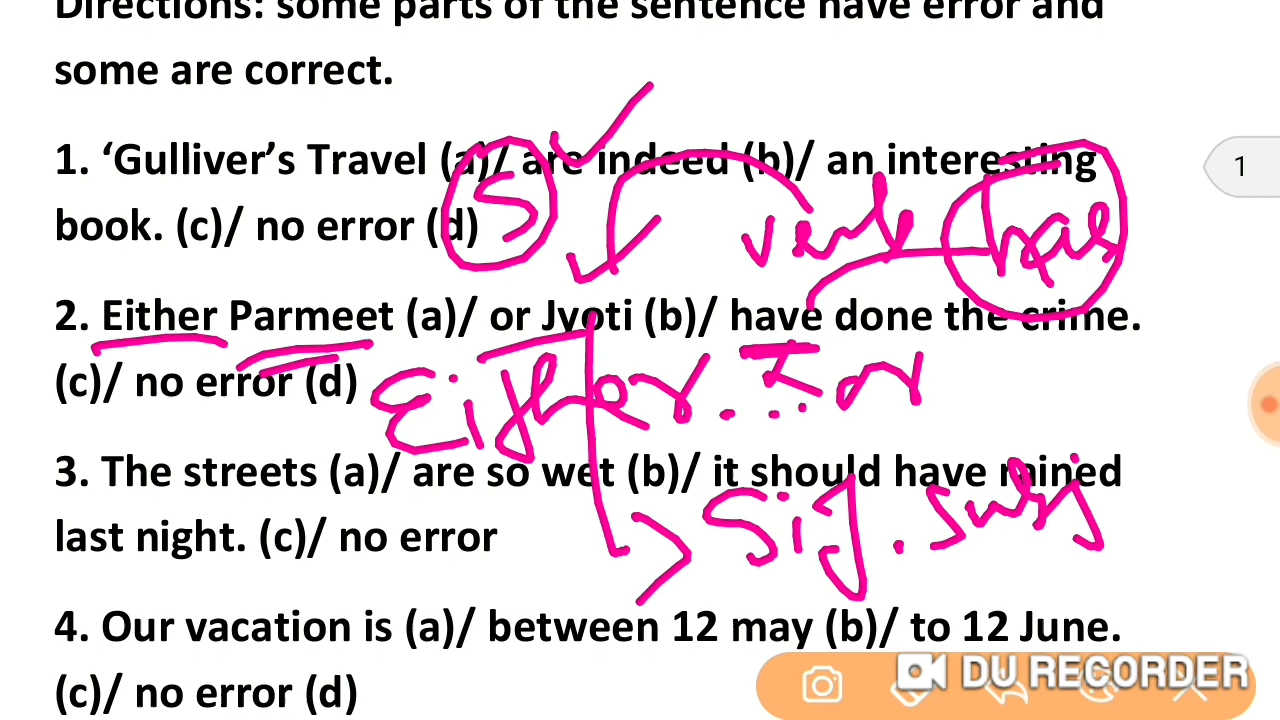 Directions: some parts of the sentence have error and
some are correct.
1. ‘Gulliver’s Travel (a)/ are indeed (b)/ an interesting
book. (c)/ no error (d)
S
verb
has
1
2. Either Parmeet (a)/ or Jyoti (b)/ have done the crime.
(c)/ no error (d)
Either....or
3. The streets (a)/ are so wet (b)/ it should have rained
last night. (c)/ no error
Sig. subj
4. Our vacation is (a)/ between 12 may (b)/ to 12 June.
(c)/ no error (d)
DU RECORDER